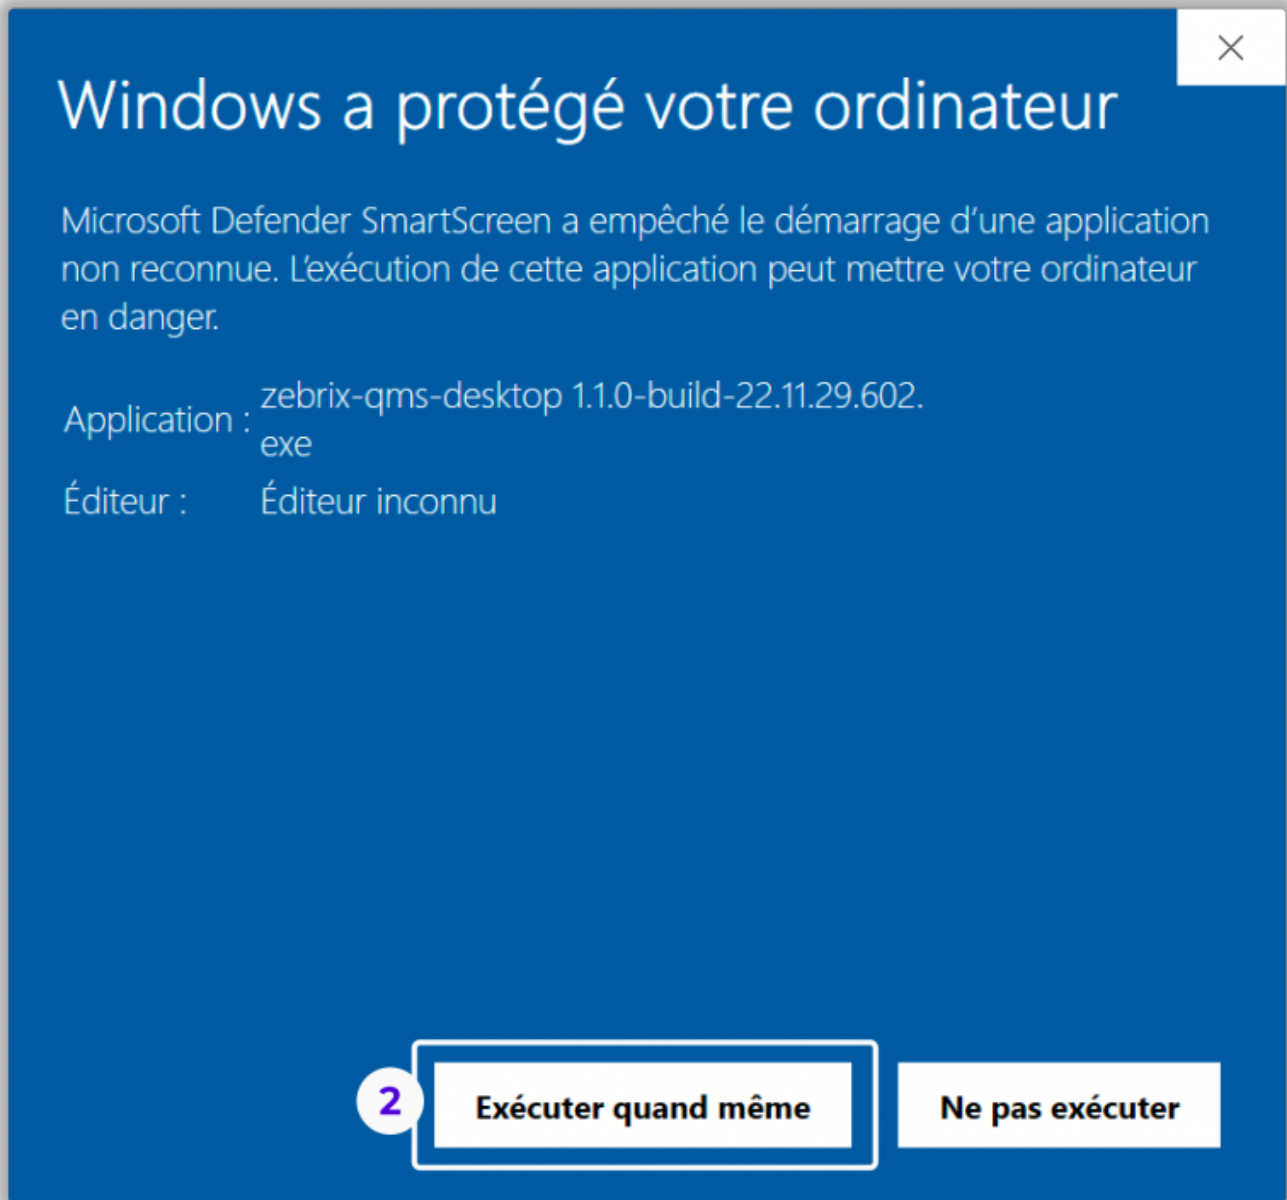 Windows a protégé votre ordinateur
Microsoft Defender SmartScreen a empêché le démarrage d’une application
non reconnue. L’exécution de cette application peut mettre votre ordinateur
en danger.
Application : zebrix-qms-desktop 1.1.0-build-22.11.29.602.
exe
Éditeur : Éditeur inconnu
2 Exécuter quand même Ne pas exécuter